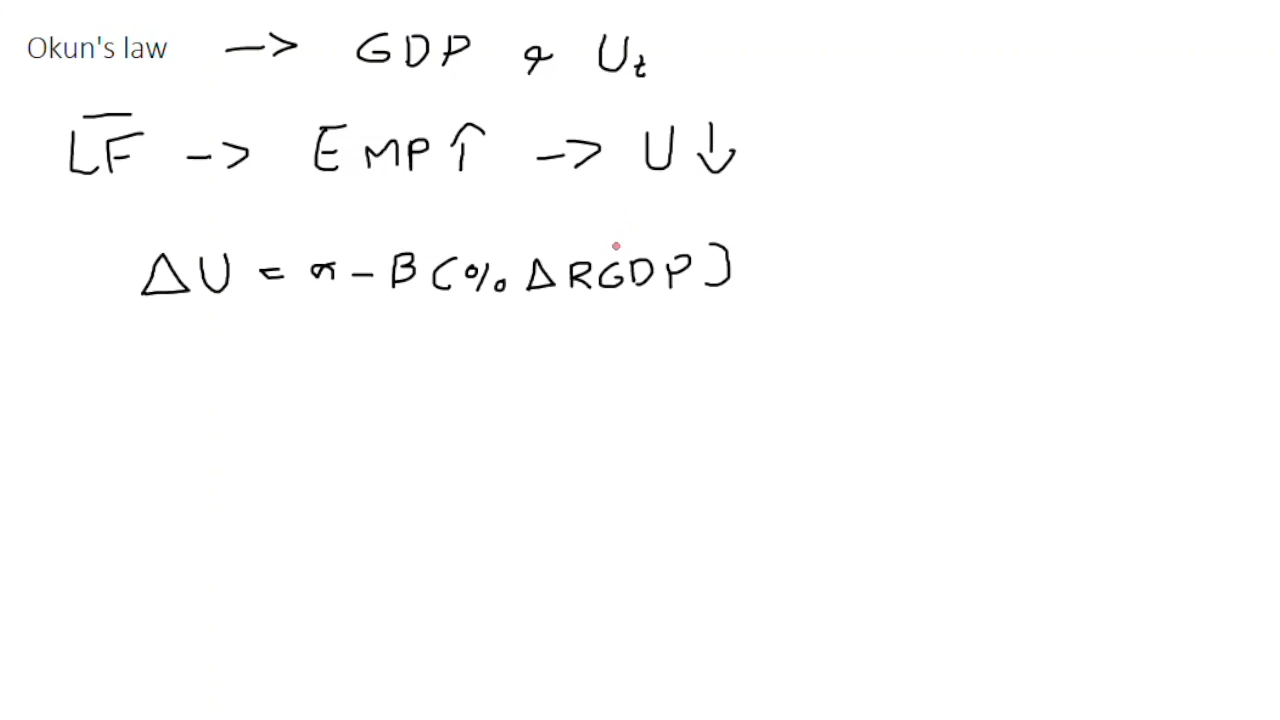 Okun's law -> GDP & Ut
LF -> EMP↑ -> U↓
ΔU = α - B(%ΔRGDP)